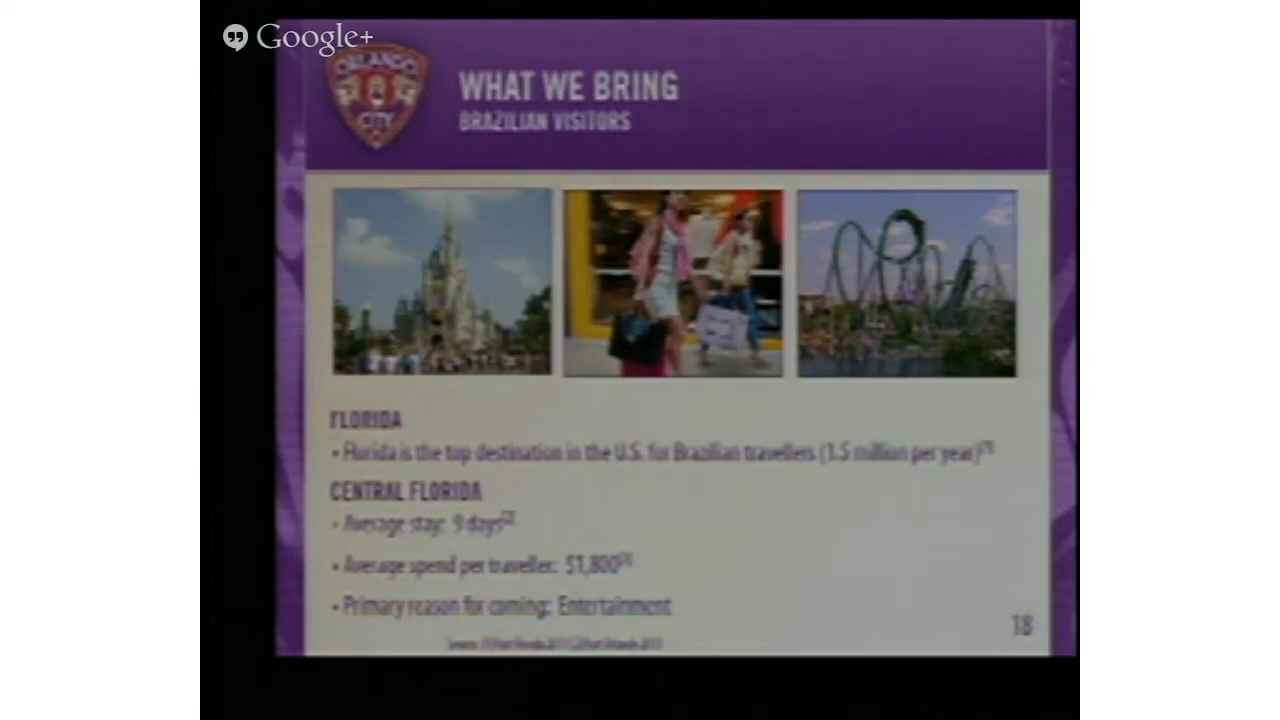 Google+
ORLANDO
CITY
WHAT WE BRING
BRAZILIAN VISITORS
FLORIDA
• Florida is the top destination in the U.S. for Brazilian travellers (1.5 million per year)
CENTRAL FLORIDA
• Average stay: 9 days
• Average spend per traveller: $1,800
• Primary reason for coming: Entertainment
18